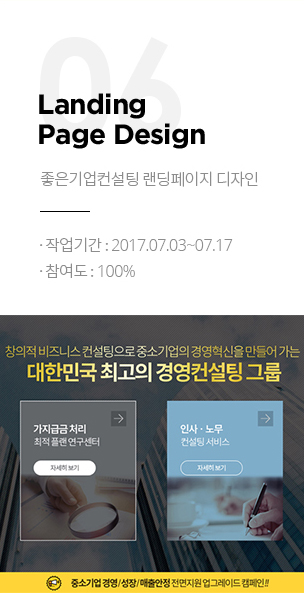 06
Landing
Page Design
좋은기업컨설팅 랜딩페이지 디자인
· 작업기간 : 2017.07.03~07.17
· 참여도 : 100%
창의적 비즈니스 컨설팅으로 중소기업의 경영혁신을 만들어 가는
대한민국 최고의 경영컨설팅 그룹
가지급금 처리
최적 플랜 연구센터
자세히 보기
인사 · 노무
컨설팅 서비스
자세히 보기
중소기업 경영/성장/매출안정 전면지원 업그레이드 캠페인!!